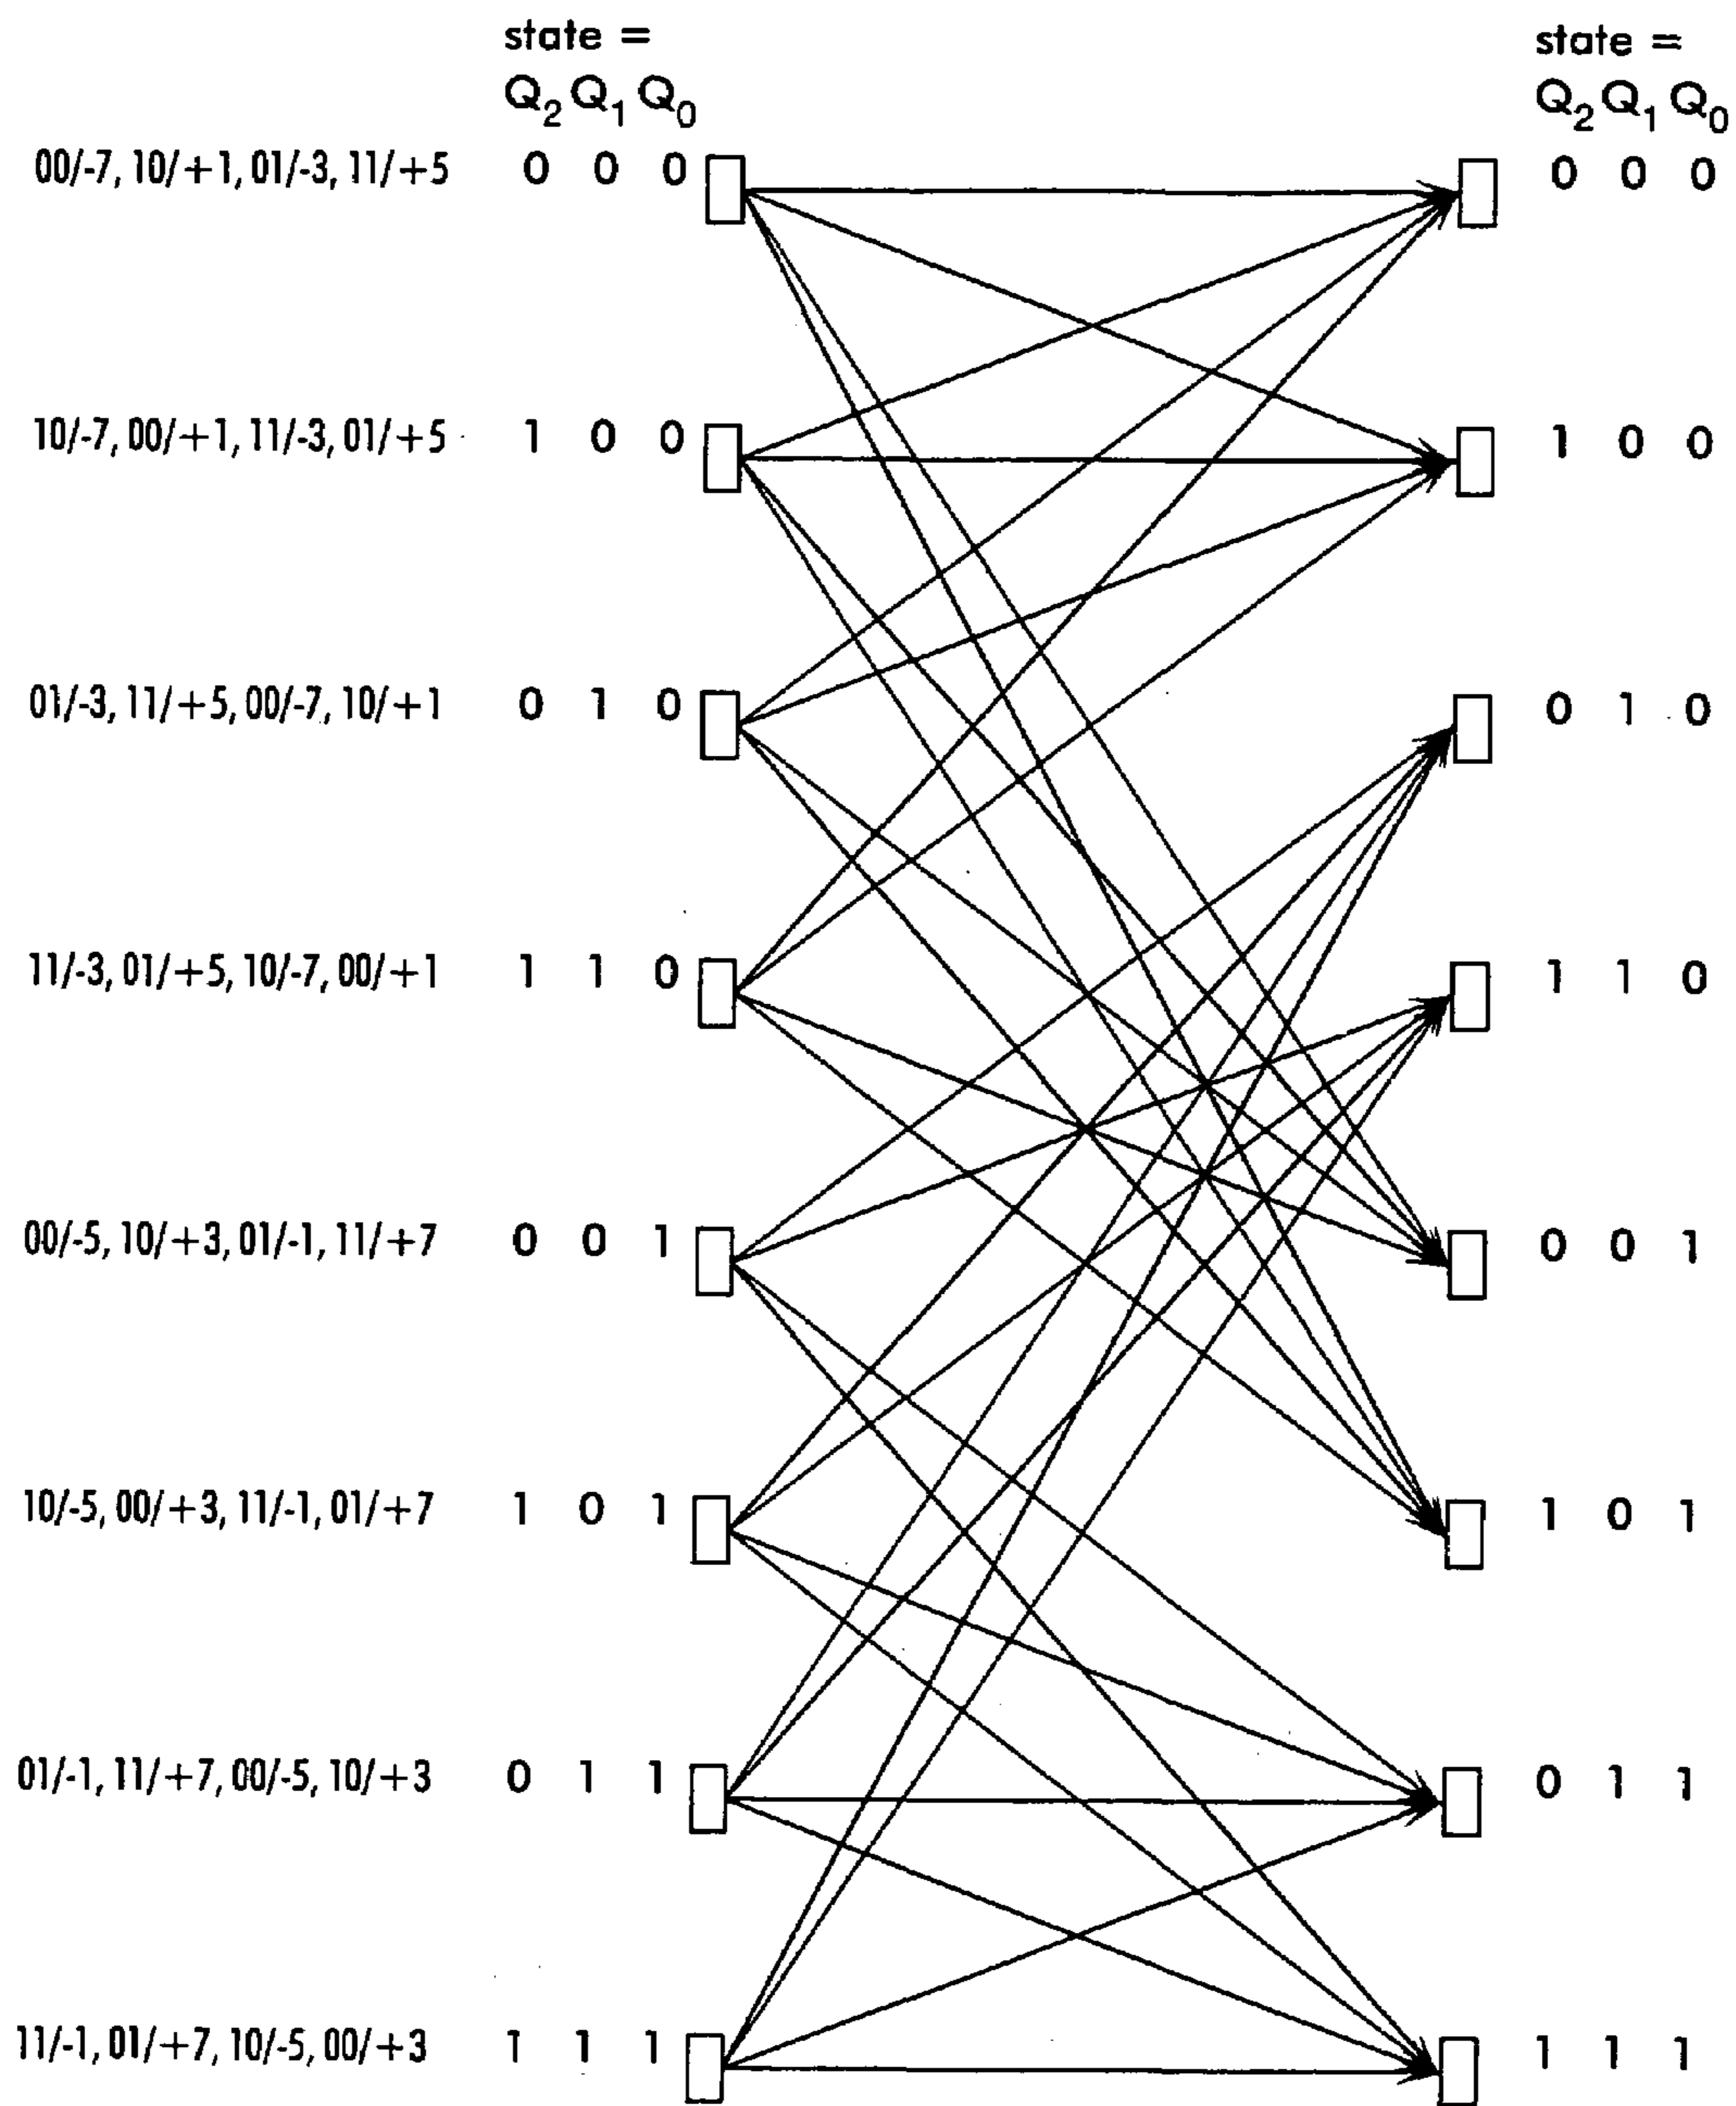 state =
state =
Q2 Q1 Q0
Q2 Q1 Q0
00/-7, 10/+1, 01/-3, 11/+5 0 0 0 0 0 0
10/-7, 00/+1, 11/-3, 01/+5 1 0 0 1 0 0
01/-3, 11/+5, 00/-7, 10/+1 0 1 0 0 1 0
11/-3, 01/+5, 10/-7, 00/+1 1 1 0 1 1 0
00/-5, 10/+3, 01/-1, 11/+7 0 0 1 0 0 1
10/-5, 00/+3, 11/-1, 01/+7 1 0 1 1 0 1
01/-1, 11/+7, 00/-5, 10/+3 0 1 1 0 1 1
11/-1, 01/+7, 10/-5, 00/+3 1 1 1 1 1 1